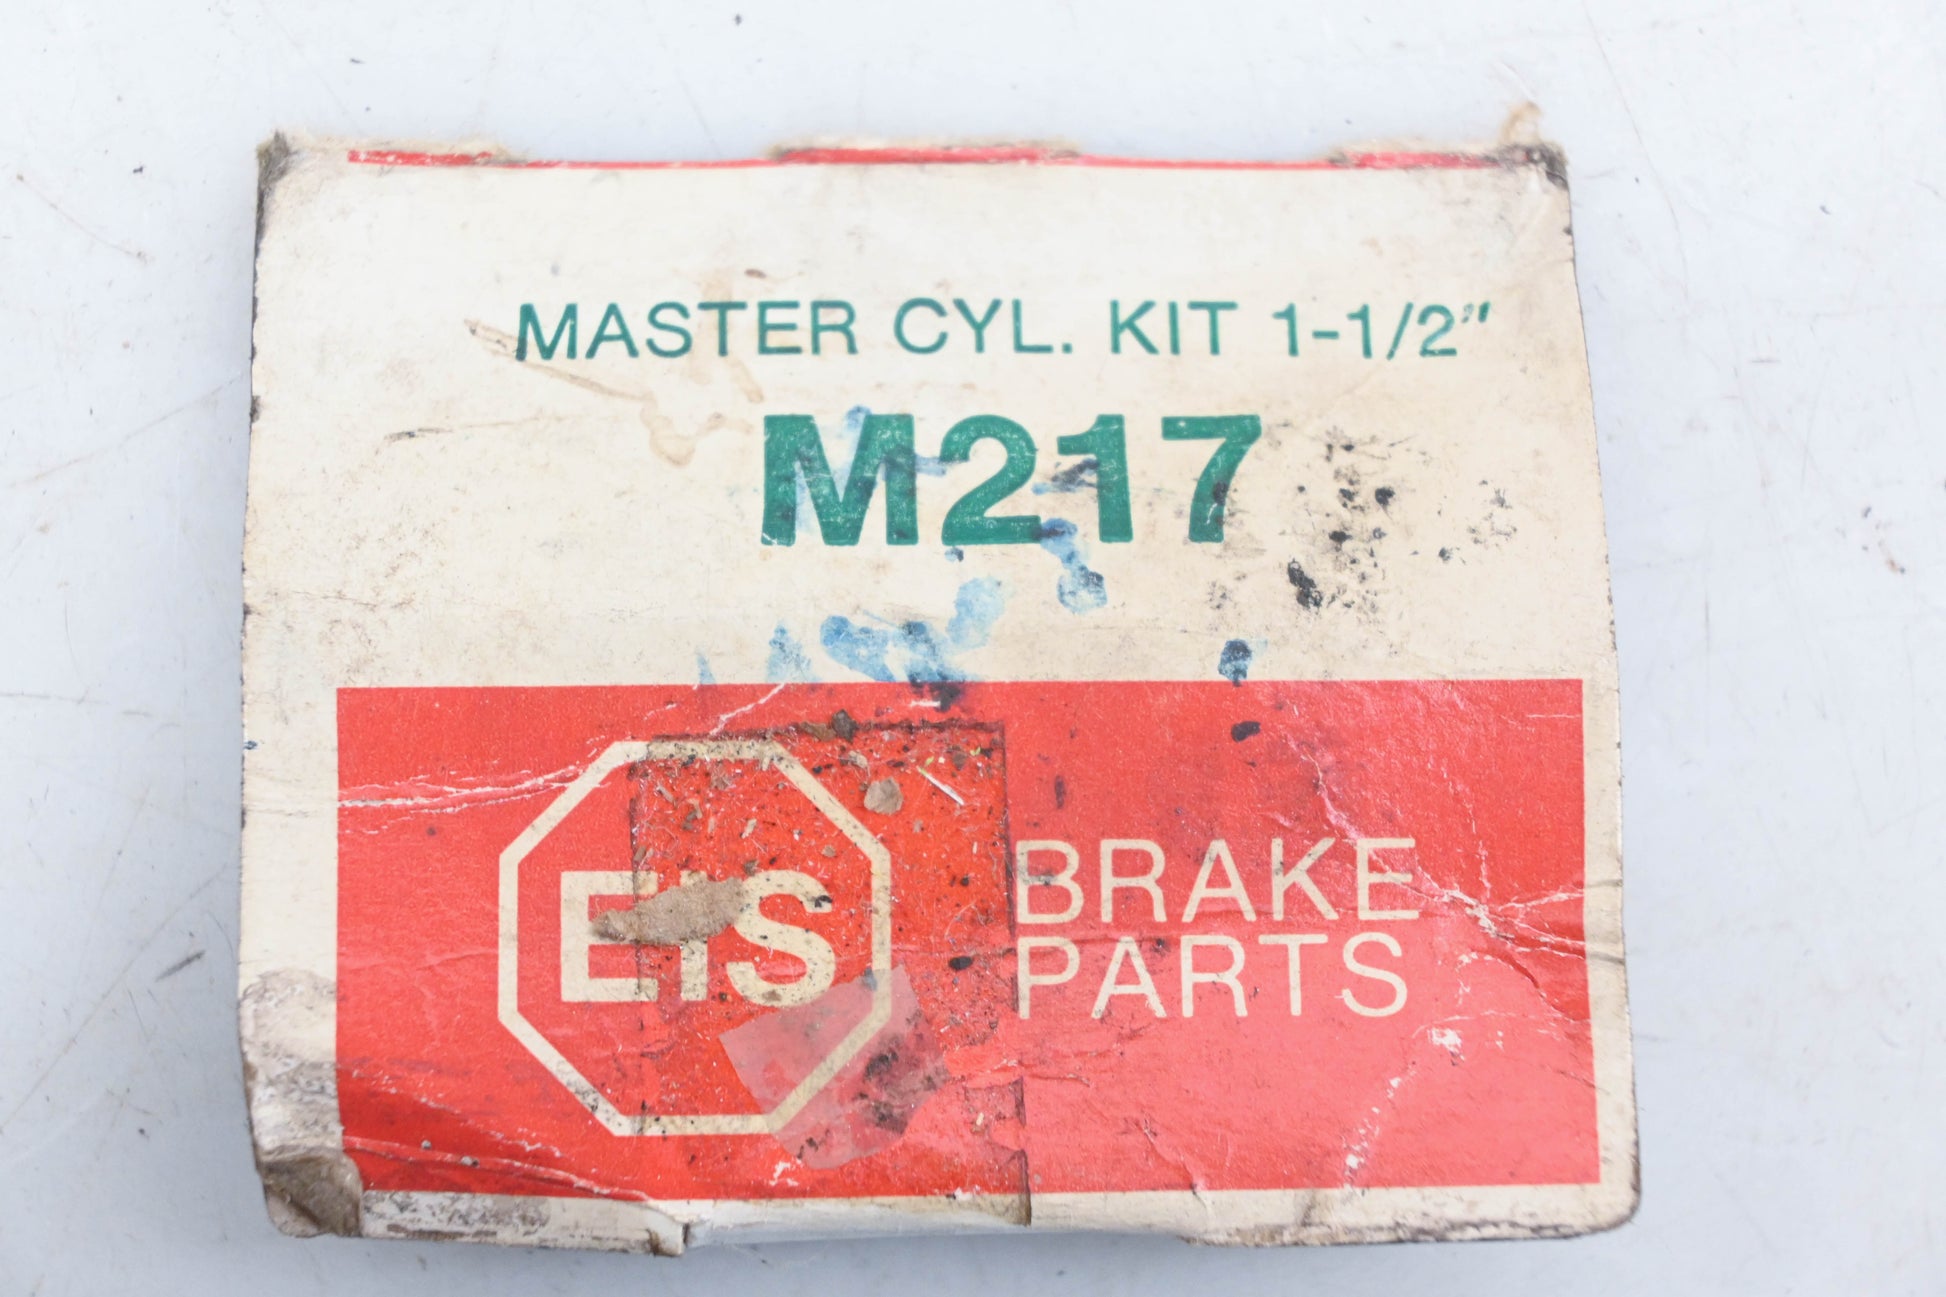 MASTER CYL. KIT 1-1/2"
M217
EIS
BRAKE
PARTS